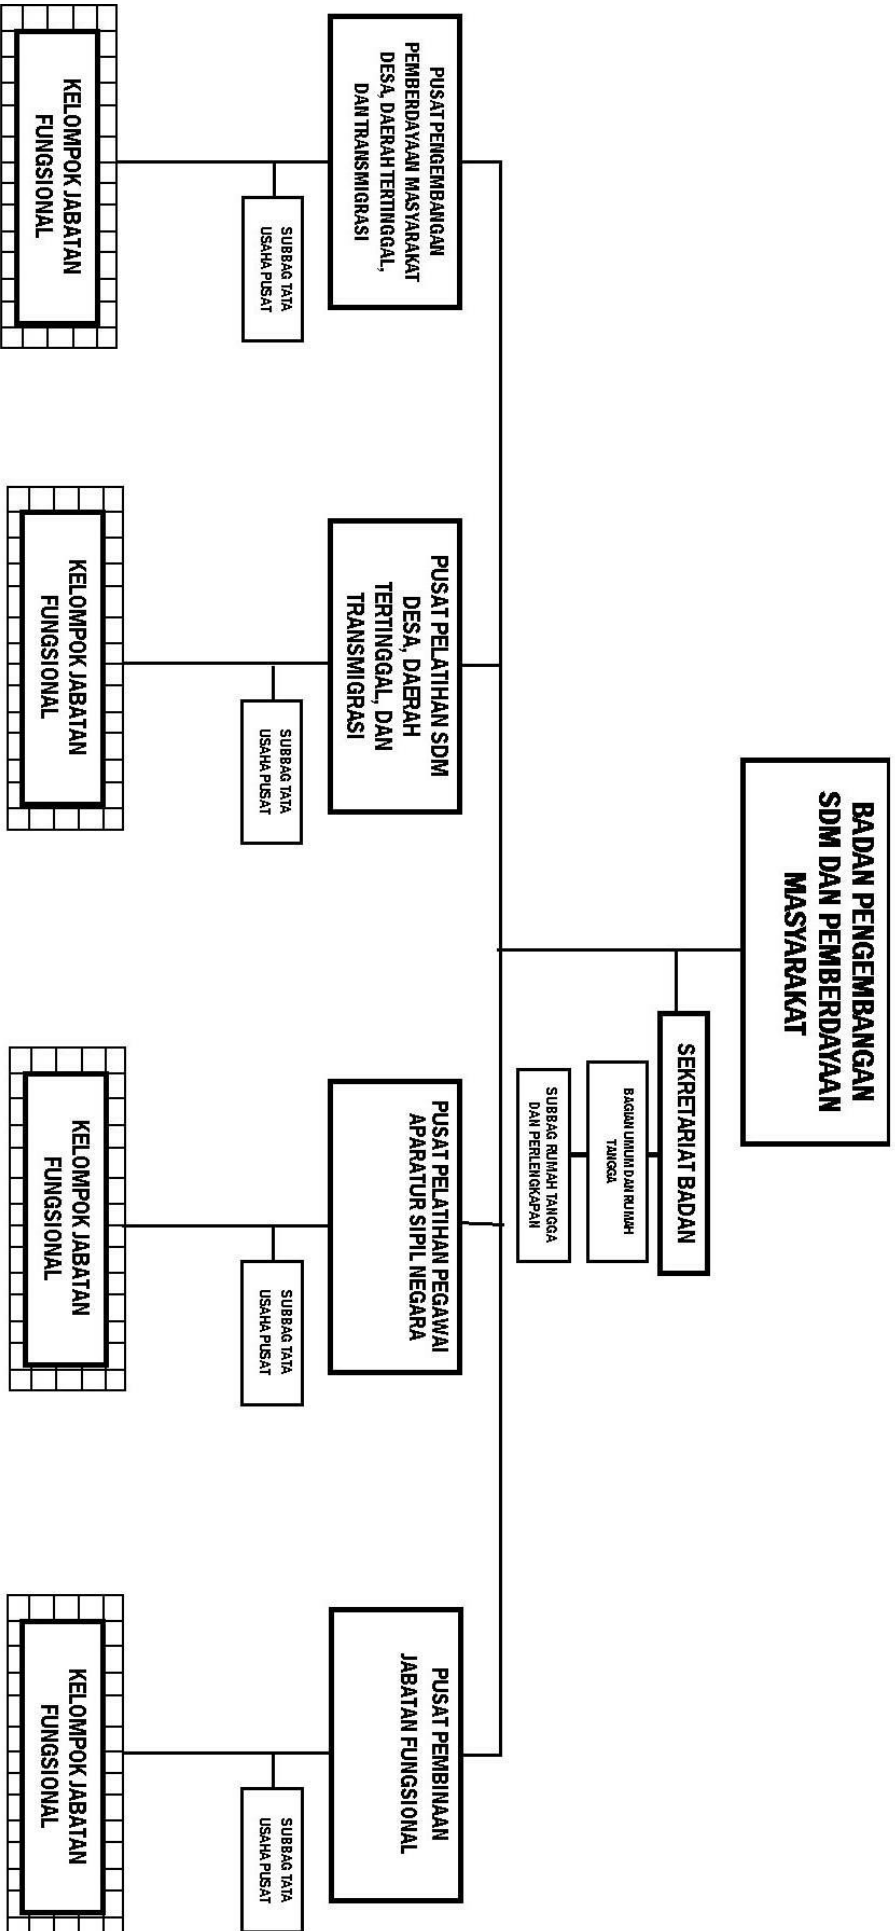 BADAN PENGEMBANGAN
SDM DAN PEMBERDAYAAN
MASYARAKAT
SEKRETARIAT BADAN
BAGIAN UMUM DAN RUMAH
TANGGA
SUBBAG RUMAH TANGGA
DAN PERLENGKAPAN
PUSAT PENGEMBANGAN
PEMBERDAYAAN MASYARAKAT
DESA, DAERAH TERTINGGAL,
DAN TRANSMIGRASI
PUSAT PELATIHAN SDM
DESA, DAERAH
TERTINGGAL, DAN
TRANSMIGRASI
PUSAT PELATIHAN PEGAWAI
APARATUR SIPIL NEGARA
PUSAT PEMBINAAN
JABATAN FUNGSIONAL
SUBBAG TATA
USAHA PUSAT
SUBBAG TATA
USAHA PUSAT
SUBBAG TATA
USAHA PUSAT
SUBBAG TATA
USAHA PUSAT
KELOMPOK JABATAN
FUNGSIONAL
KELOMPOK JABATAN
FUNGSIONAL
KELOMPOK JABATAN
FUNGSIONAL
KELOMPOK JABATAN
FUNGSIONAL